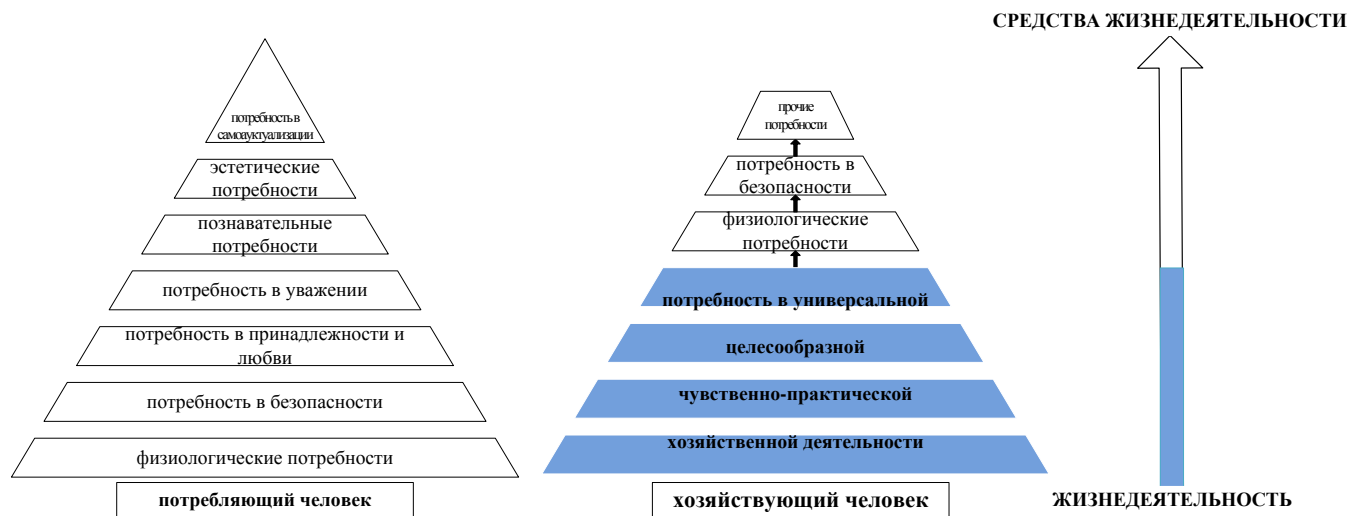 СРЕДСТВА ЖИЗНЕДЕЯТЕЛЬНОСТИ
потребность в
самоауктуализации
эстетические
потребности
познавательные
потребности
потребность в уважении
потребность в принадлежности и
любви
потребность в безопасности
физиологические потребности
потребляющий человек
прочие
потребности
потребность в
безопасности
физиологические
потребности
потребность в универсальной
целесообразной
чувственно-практической
хозяйственной деятельности
хозяйствующий человек
ЖИЗНЕДЕЯТЕЛЬНОСТЬ